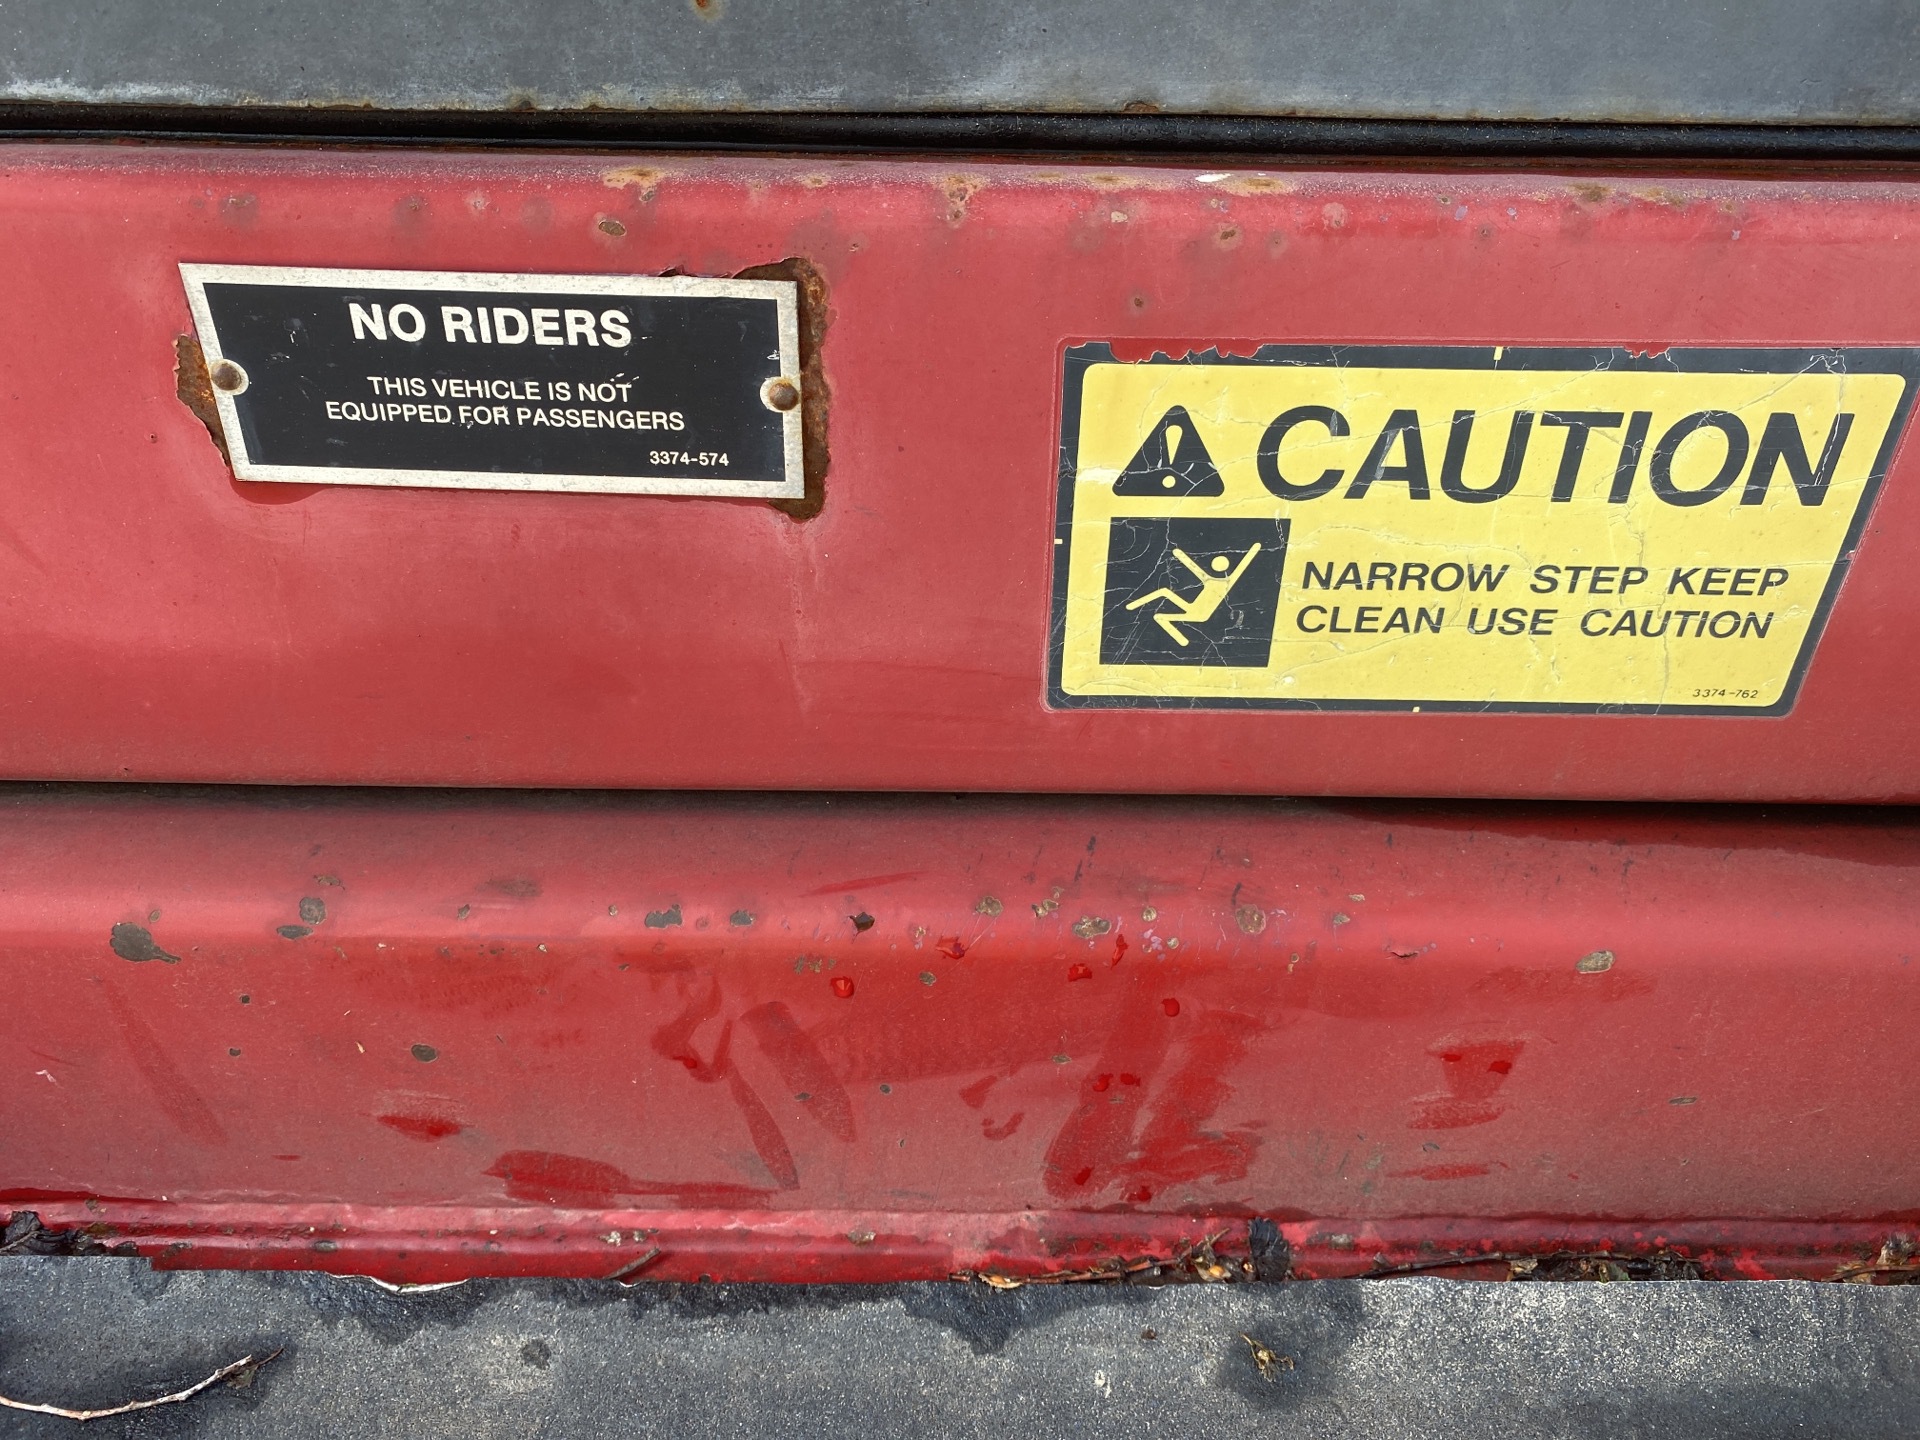 NO RIDERS
THIS VEHICLE IS NOT
EQUIPPED FOR PASSENGERS
3374-574
CAUTION
NARROW STEP KEEP
CLEAN USE CAUTION
3374-762